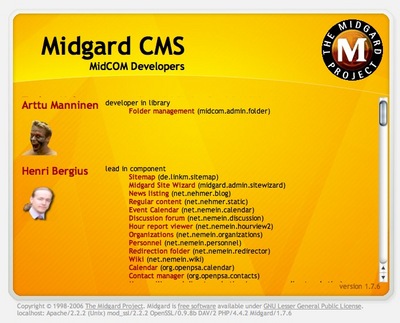 Midgard CMS
MidCOM Developers
THE MIDGARD
M
PROJECT
Arttu Manninen
developer in library
Folder management (midcom.admin.folder)
Henri Bergius
lead in component
Sitemap (de.linkm.sitemap)
Midgard Site Wizard (midgard.admin.sitewizard)
News listing (net.nehmer.blog)
Regular content (net.nehmer.static)
Event Calendar (net.nemein.calendar)
Discussion forum (net.nemein.discussion)
Hour report viewer (net.nemein.hourview2)
Organizations (net.nemein.organizations)
Personnel (net.nemein.personnel)
Redirection folder (net.nemein.redirector)
Wiki (net.nemein.wiki)
Calendar (org.openpsa.calendar)
Contact manager (org.openpsa.contacts)
version 1.7.6
Copyright © 1998-2006 The Midgard Project. Midgard is free software available under GNU Lesser General Public License.
localhost: Apache/2.2.2 (Unix) mod_ssl/2.2.2 OpenSSL/0.9.8b DAV/2 PHP/4.4.2 Midgard/1.7.6